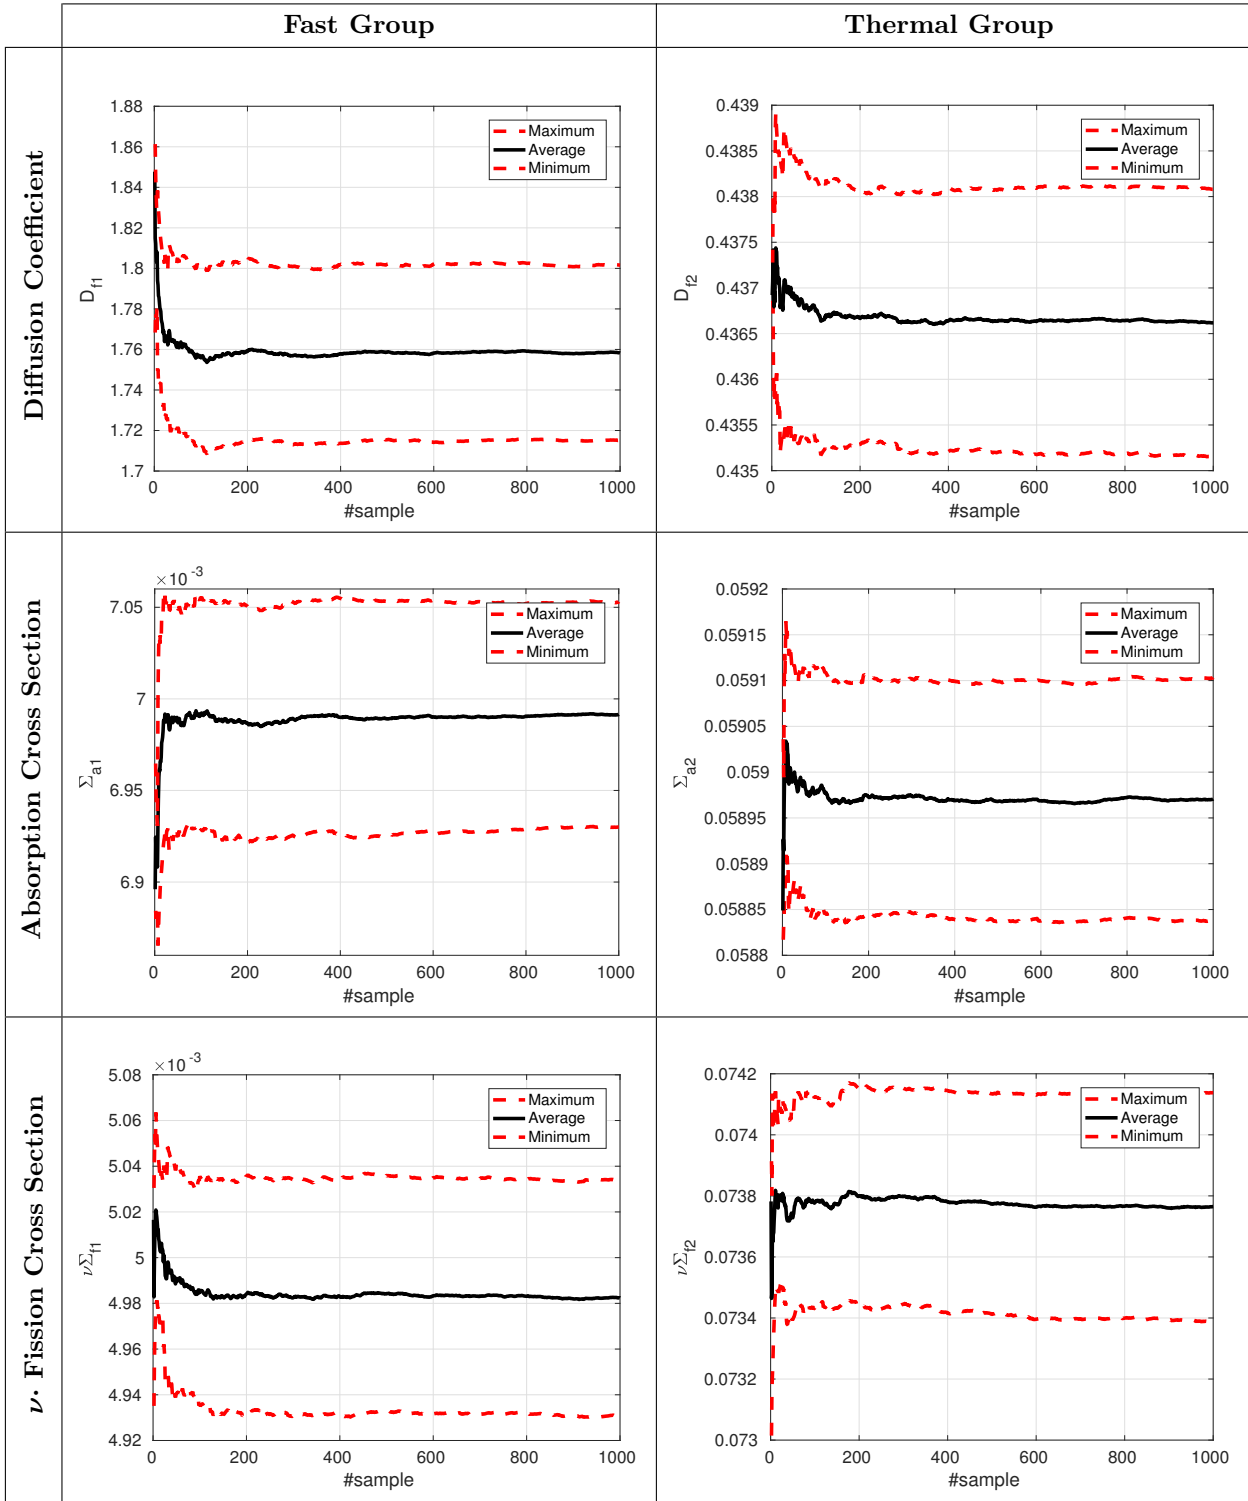 Fast Group
Thermal Group
Diffusion Coefficient
1.88
1.86
1.84
1.82
1.8
1.78
1.76
1.74
1.72
1.7
D_f1
0 200 400 600 800 1000
#sample
Maximum
Average
Minimum
0.439
0.4385
0.438
0.4375
0.437
0.4365
0.436
0.4355
0.435
D_f2
0 200 400 600 800 1000
#sample
Maximum
Average
Minimum
Absorption Cross Section
×10^-3
7.05
7
6.95
6.9
Σ_a1
0 200 400 600 800 1000
#sample
Maximum
Average
Minimum
0.0592
0.05915
0.0591
0.05905
0.059
0.05895
0.0589
0.05885
0.0588
Σ_a2
0 200 400 600 800 1000
#sample
Maximum
Average
Minimum
ν· Fission Cross Section
×10^-3
5.08
5.06
5.04
5.02
5
4.98
4.96
4.94
4.92
νΣ_f1
0 200 400 600 800 1000
#sample
Maximum
Average
Minimum
0.0742
0.074
0.0738
0.0736
0.0734
0.0732
0.073
νΣ_f2
0 200 400 600 800 1000
#sample
Maximum
Average
Minimum